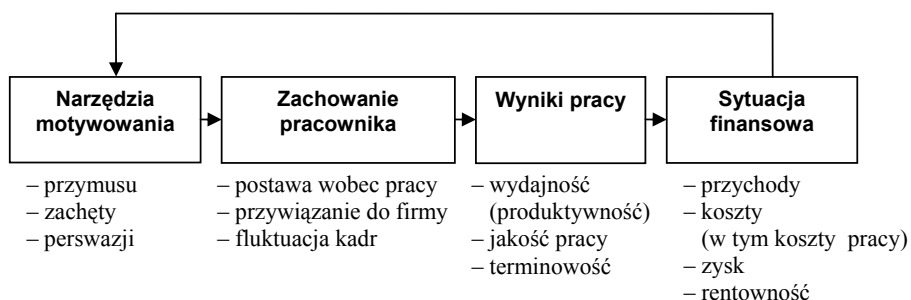 Narzędzia
motywowania
– przymusu
– zachęty
– perswazji
Zachowanie
pracownika
– postawa wobec pracy
– przywiązanie do firmy
– fluktuacja kadr
Wyniki pracy
– wydajność
(produktywność)
– jakość pracy
– terminowość
Sytuacja
finansowa
– przychody
– koszty
(w tym koszty pracy)
– zysk
– rentowność